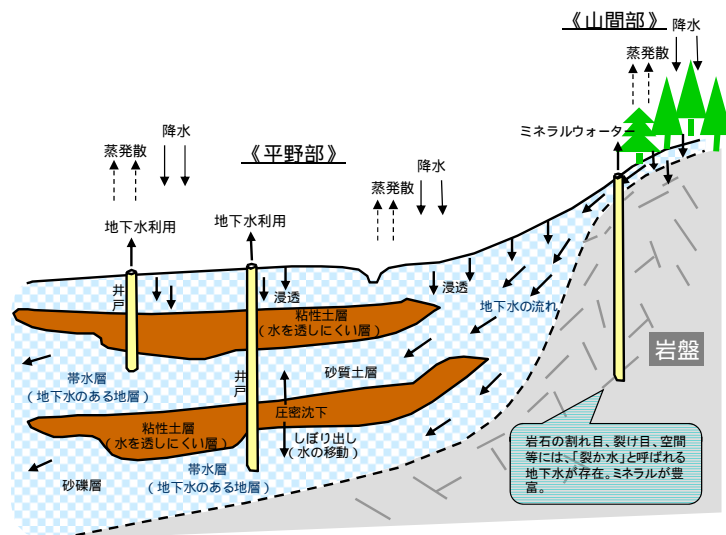 《山間部》
降水
蒸発散
ミネラルウォーター
降水
蒸発散
《平野部》
降水
蒸発散
地下水利用
地下水利用
井戸
浸透
浸透
粘性土層
（水を透しにくい層）
地下水の流れ
岩盤
帯水層
（地下水のある地層）
井戸
砂質土層
圧密沈下
粘性土層
（水を透しにくい層）
しぼり出し
（水の移動）
帯水層
（地下水のある地層）
砂礫層
岩石の割れ目、裂け目、空間
等には、「裂か水」と呼ばれる
地下水が存在。ミネラルが豊
富。